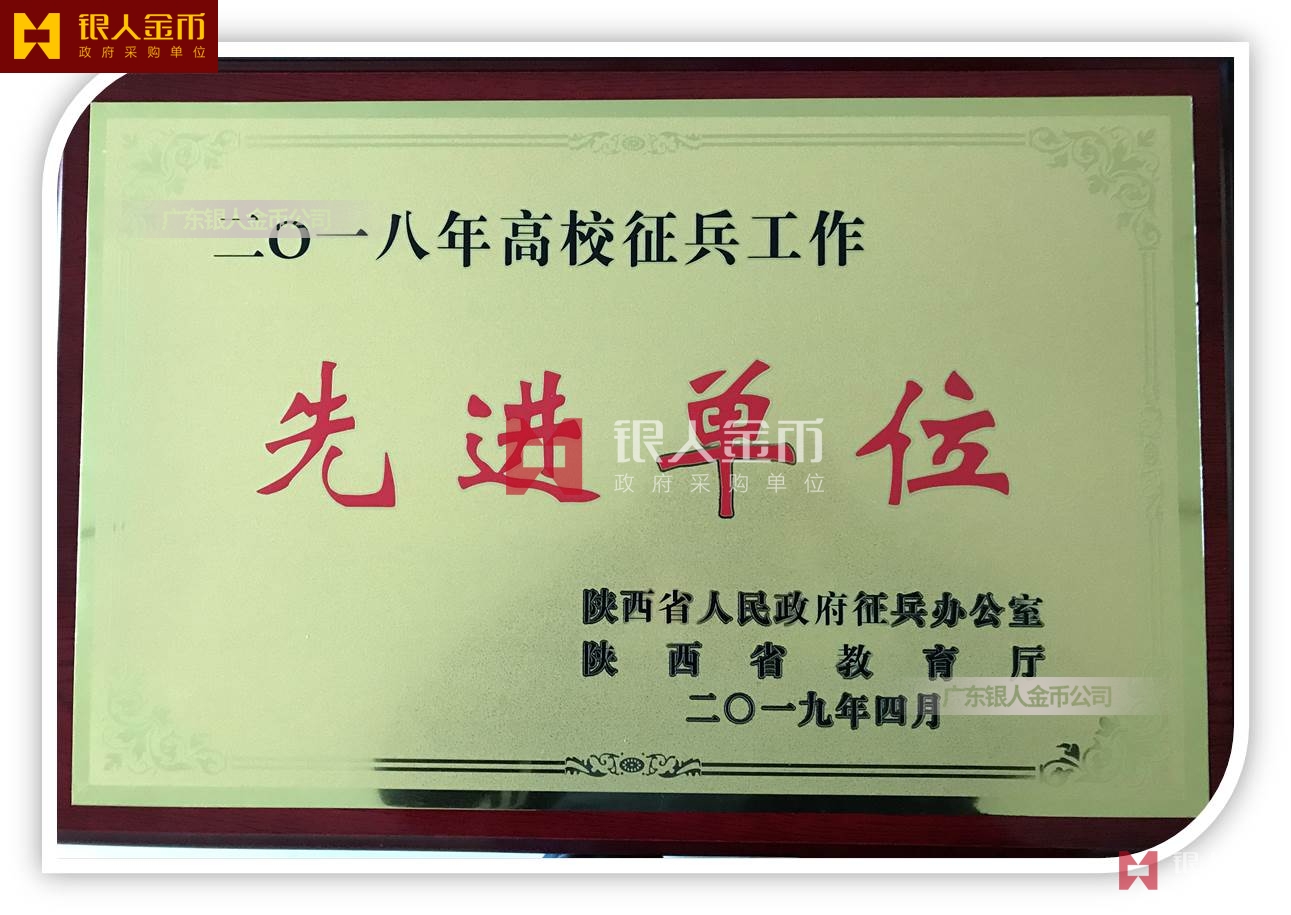 银人金币
政府采购单位
广东银人金币公司
二〇一八年高校征兵工作
先进单位
银人金币
政府采购单位
陕西省人民政府征兵办公室
陕西省教育厅
广东银人金币公司
二〇一九年四月
银